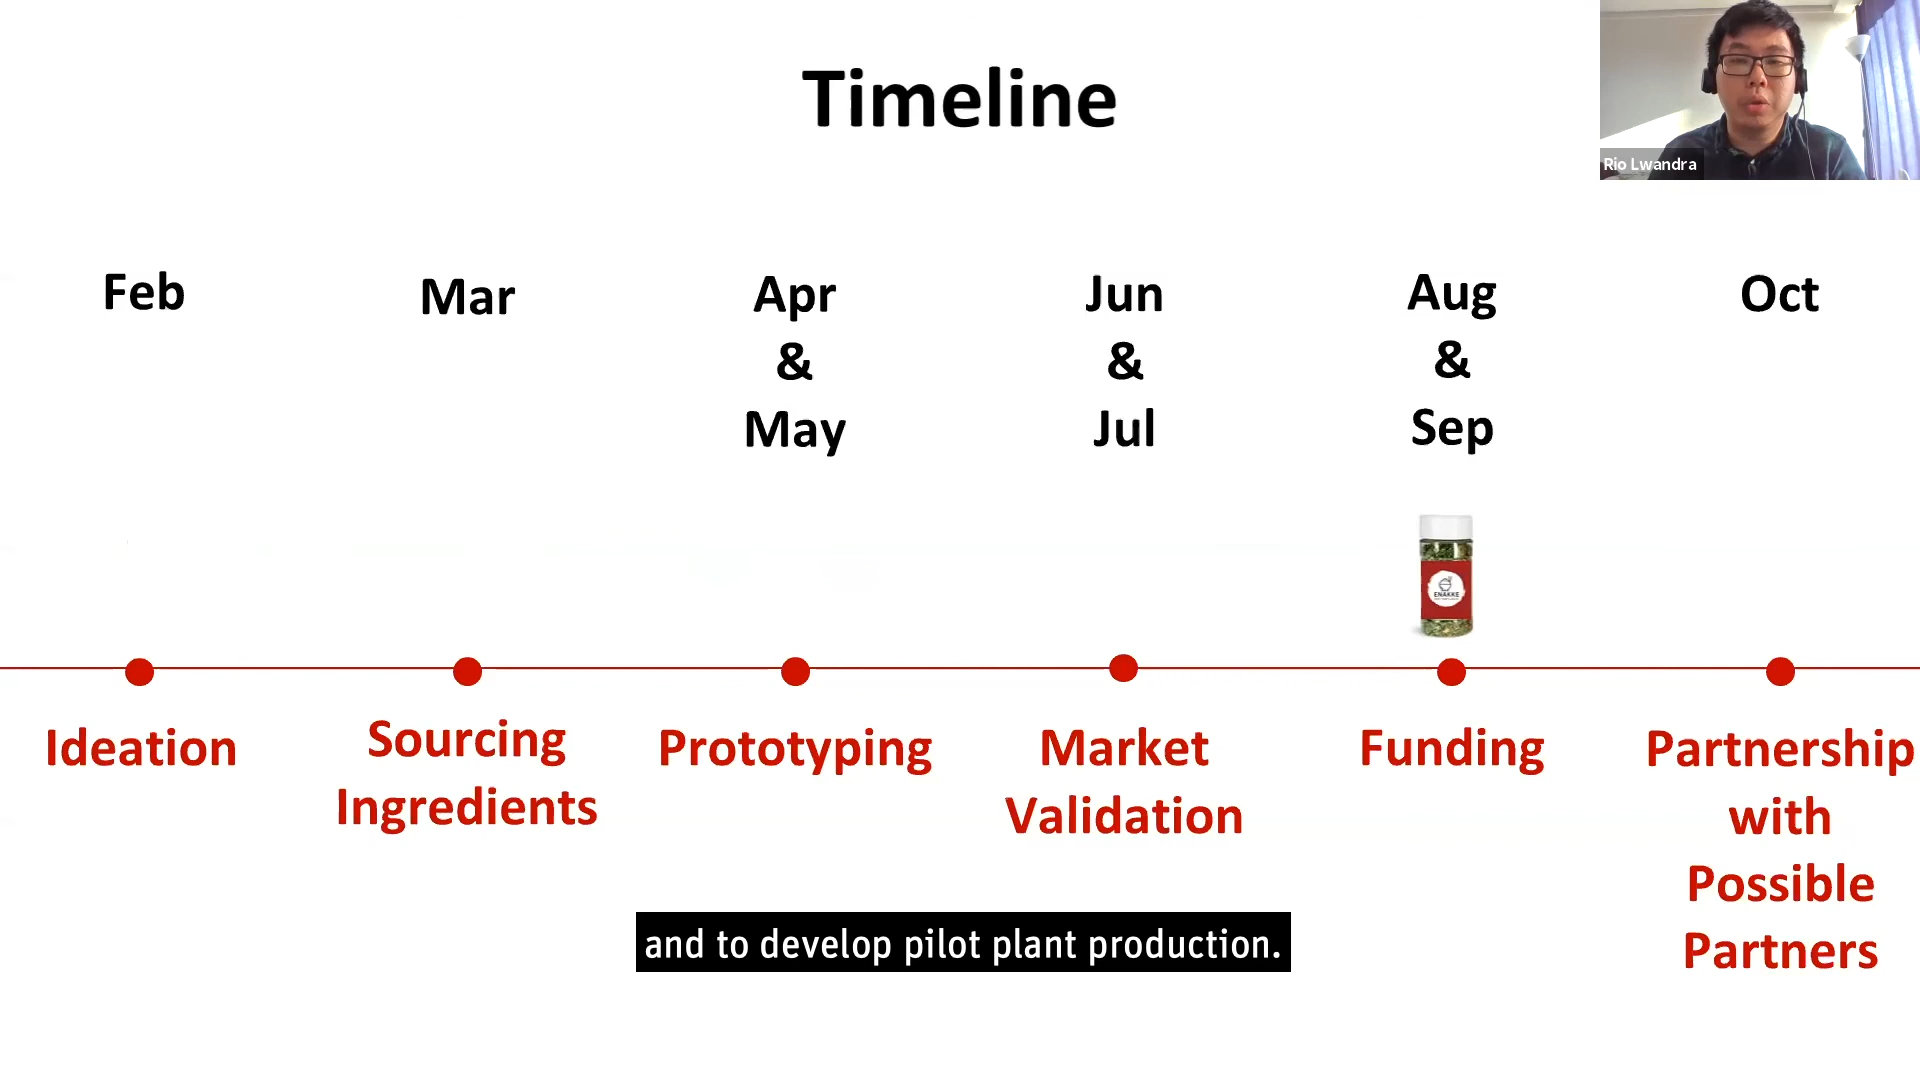 Timeline
Rio Lwandra
Feb
Mar
Apr
&
May
Jun
&
Jul
Aug
&
Sep
Oct
ENAKKE
Ideation
Sourcing
Ingredients
Prototyping
Market
Validation
Funding
Partnership
with
Possible
Partners
and to develop pilot plant production.